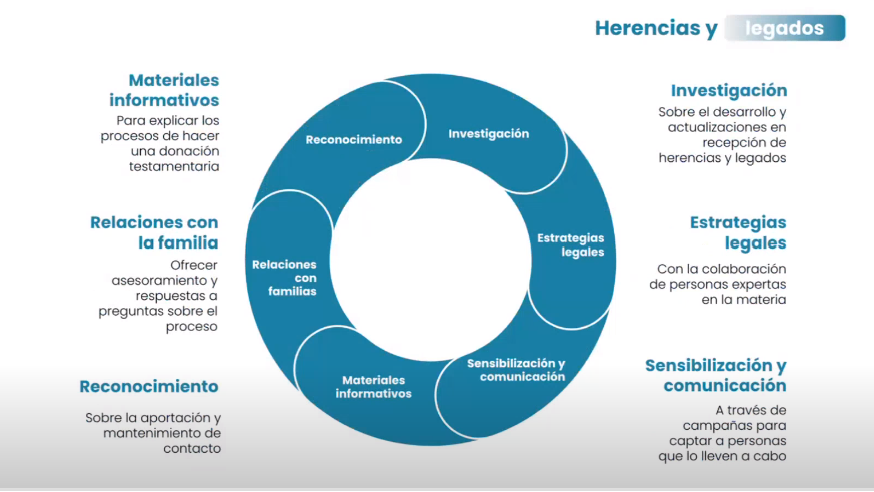 Herencias y legados
Materiales
informativos
Para explicar los
procesos de hacer
una donación
testamentaria
Relaciones con
la familia
Ofrecer
asesoramiento y
respuestas a
preguntas sobre el
proceso
Reconocimiento
Sobre la aportación y
mantenimiento de
contacto
Reconocimiento
Investigación
Estrategias
legales
Sensibilización y
comunicación
Materiales
informativos
Relaciones
con
familias
Investigación
Sobre el desarrollo y
actualizaciones en
recepción de
herencias y legados
Estrategias
legales
Con la colaboración
de personas expertas
en la materia
Sensibilización y
comunicación
A través de
campañas para
captar a personas
que lo lleven a cabo